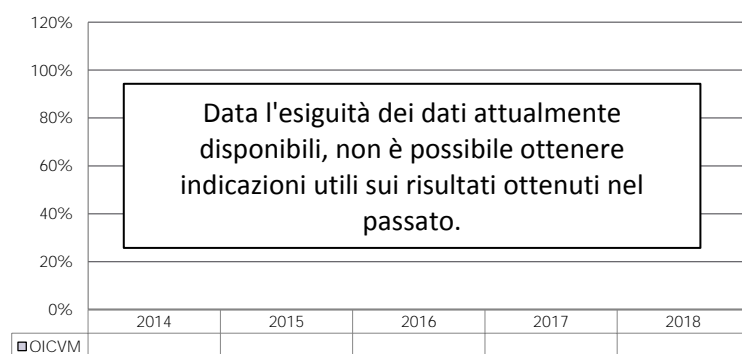 120%
100%
80%
60%
40%
20%
0%
Data l'esiguità dei dati attualmente
disponibili, non è possibile ottenere
indicazioni utili sui risultati ottenuti nel
passato.
2014 2015 2016 2017 2018
OICVM